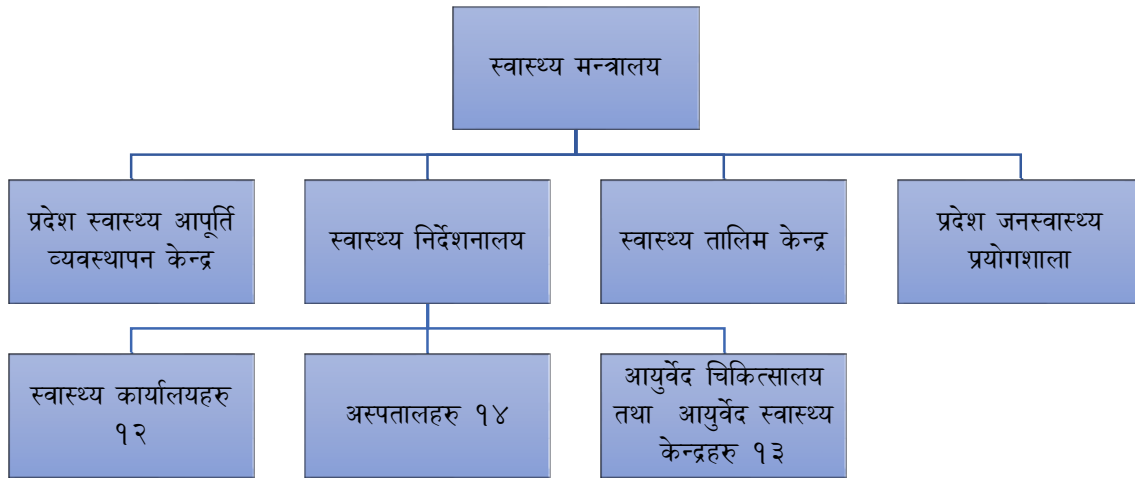 स्वास्थ्य मन्त्रालय
प्रदेश स्वास्थ्य आपूर्ति
व्यवस्थापन केन्द्र
स्वास्थ्य निर्देशनालय
स्वास्थ्य तालिम केन्द्र
प्रदेश जनस्वास्थ्य
प्रयोगशाला
स्वास्थ्य कार्यालयहरु
१२
अस्पतालहरु १४
आयुर्वेद चिकित्सालय
तथा आयुर्वेद स्वास्थ्य
केन्द्रहरु १३